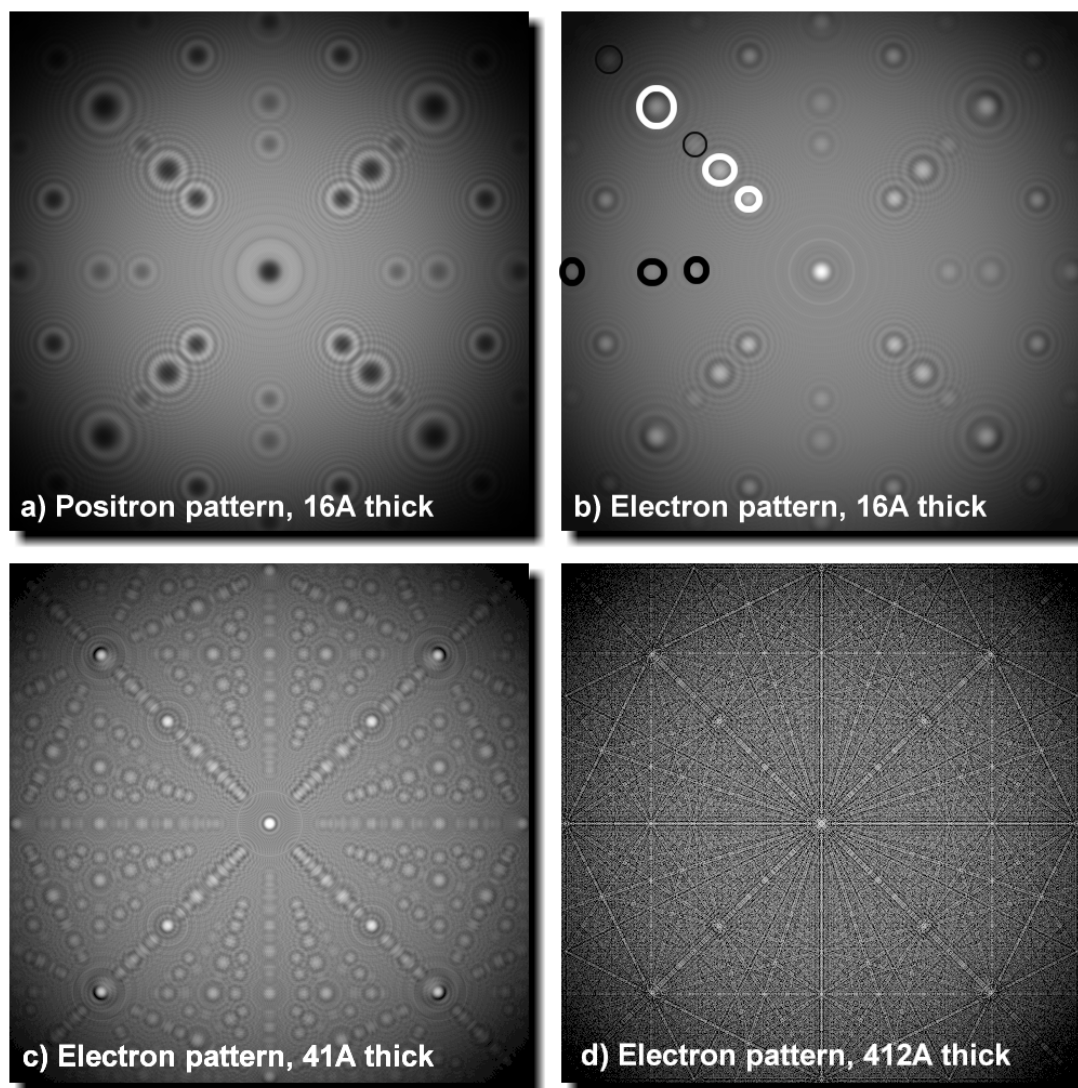 a) Positron pattern, 16A thick
b) Electron pattern, 16A thick
c) Electron pattern, 41A thick
d) Electron pattern, 412A thick